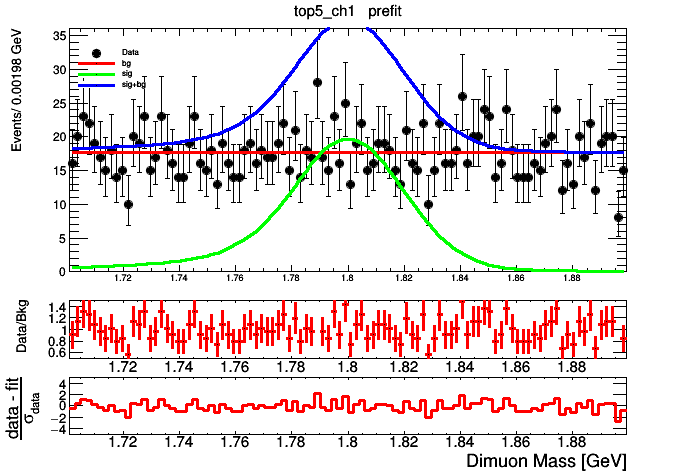 top5_ch1 prefit
Events/ 0.00198 GeV
35
30
25
20
15
10
5
0
Data
bg
sig
sig+bg
1.72 1.74 1.76 1.78 1.8 1.82 1.84 1.86 1.88
Data/Bkg
1.4
1.2
1.0
0.8
0.6
1.72 1.74 1.76 1.78 1.8 1.82 1.84 1.86 1.88
data - fit
σdata
4
2
0
−2
−4
1.72 1.74 1.76 1.78 1.8 1.82 1.84 1.86 1.88
Dimuon Mass [GeV]